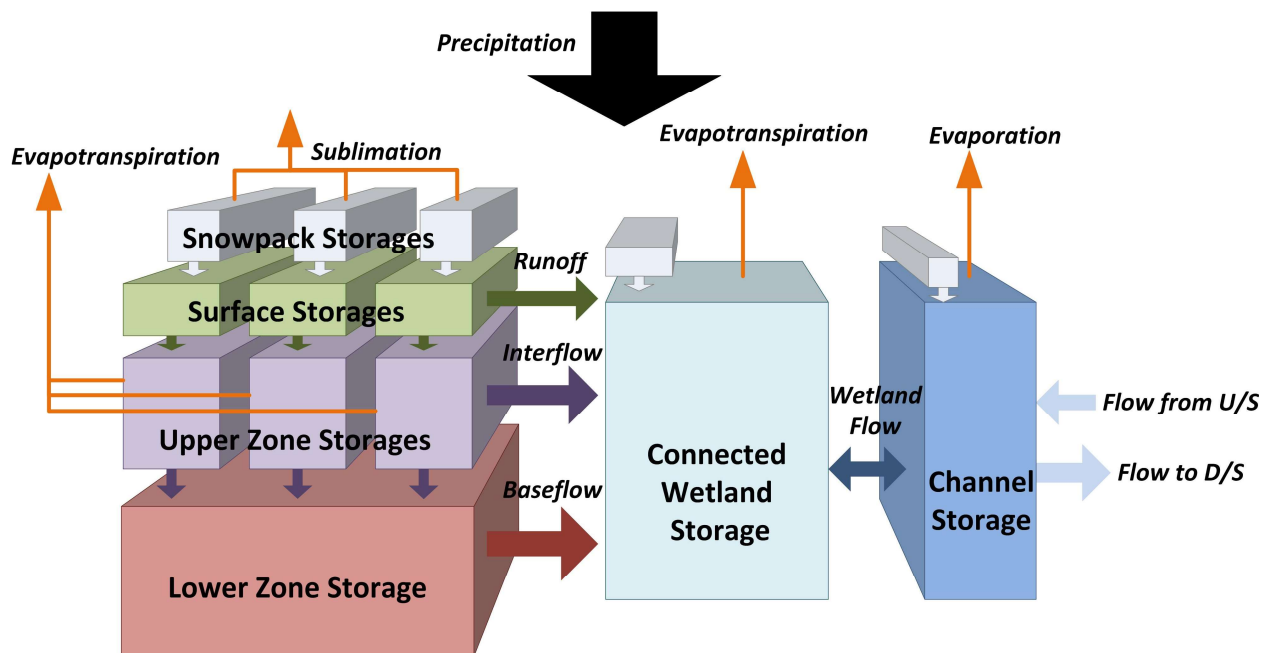 Precipitation
Evapotranspiration
Sublimation
Evapotranspiration
Evaporation
Snowpack Storages
Runoff
Surface Storages
Interflow
Wetland
Flow
Flow from U/S
Upper Zone Storages
Connected
Wetland
Storage
Flow to D/S
Baseflow
Channel
Storage
Lower Zone Storage